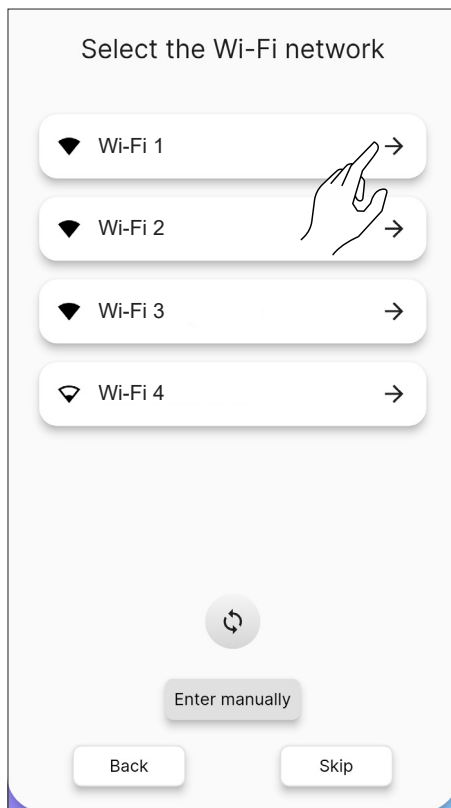 Select the Wi-Fi network
Wi-Fi 1
Wi-Fi 2
Wi-Fi 3
Wi-Fi 4
Enter manually
Back
Skip